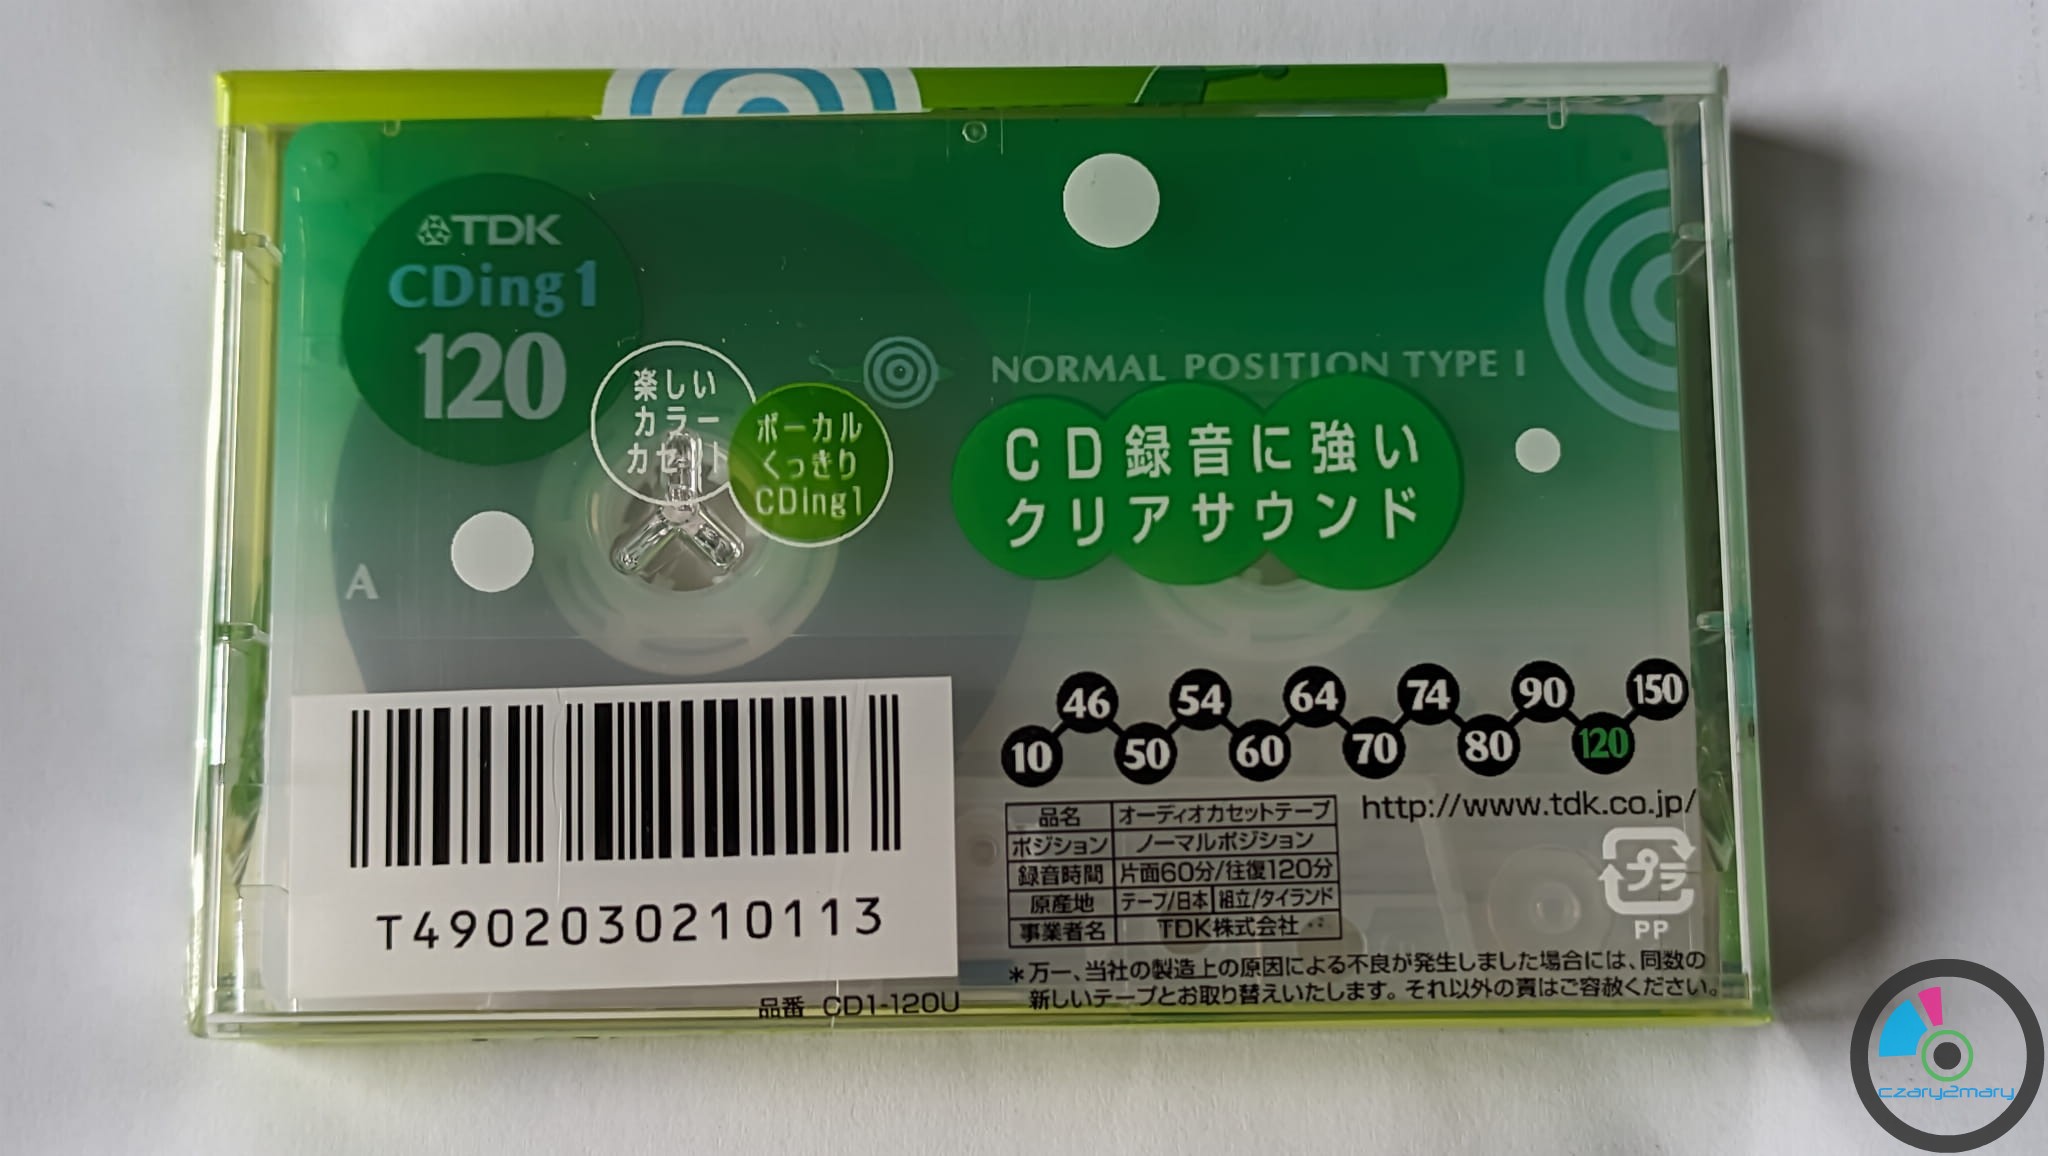 TDK
CDing1
120
楽しい
カラー
カセット
ボーカル
くっきり
CDing1
NORMAL POSITION TYPE I
CD録音に強い
クリアサウンド
A
T4902030210113
10 46 50 54 60 64 70 74 80 90 120 150
http://www.tdk.co.jp/
品名 オーディオカセットテープ
ポジション ノーマルポジション
録音時間 片面60分/往復120分
原産地 テープ/日本 組立/タイランド
事業者名 TDK株式会社
プラ
PP
*万一、当社の製造上の原因による不良が発生しました場合には、同数の
新しいテープとお取り替えいたします。それ以外の責はご容赦ください。
品番 CD1-120U
czary2mary